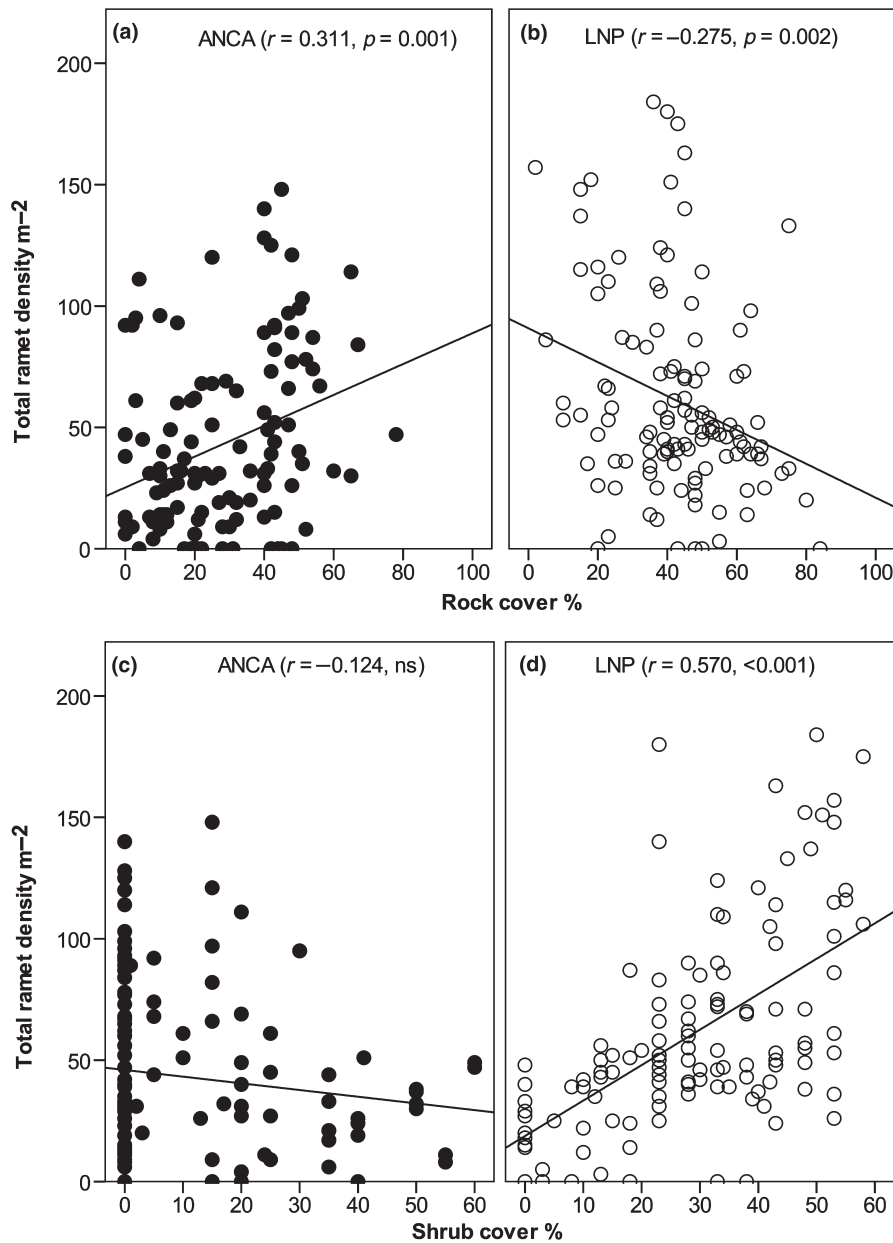 (a) ANCA (r = 0.311, p = 0.001)
(b) LNP (r = −0.275, p = 0.002)
200
150
100
50
0
Total ramet density m−2
0 20 40 60 80 100
0 20 40 60 80 100
Rock cover %
(c) ANCA (r = −0.124, ns)
(d) LNP (r = 0.570, <0.001)
200
150
100
50
0
Total ramet density m−2
0 10 20 30 40 50 60
0 10 20 30 40 50 60
Shrub cover %